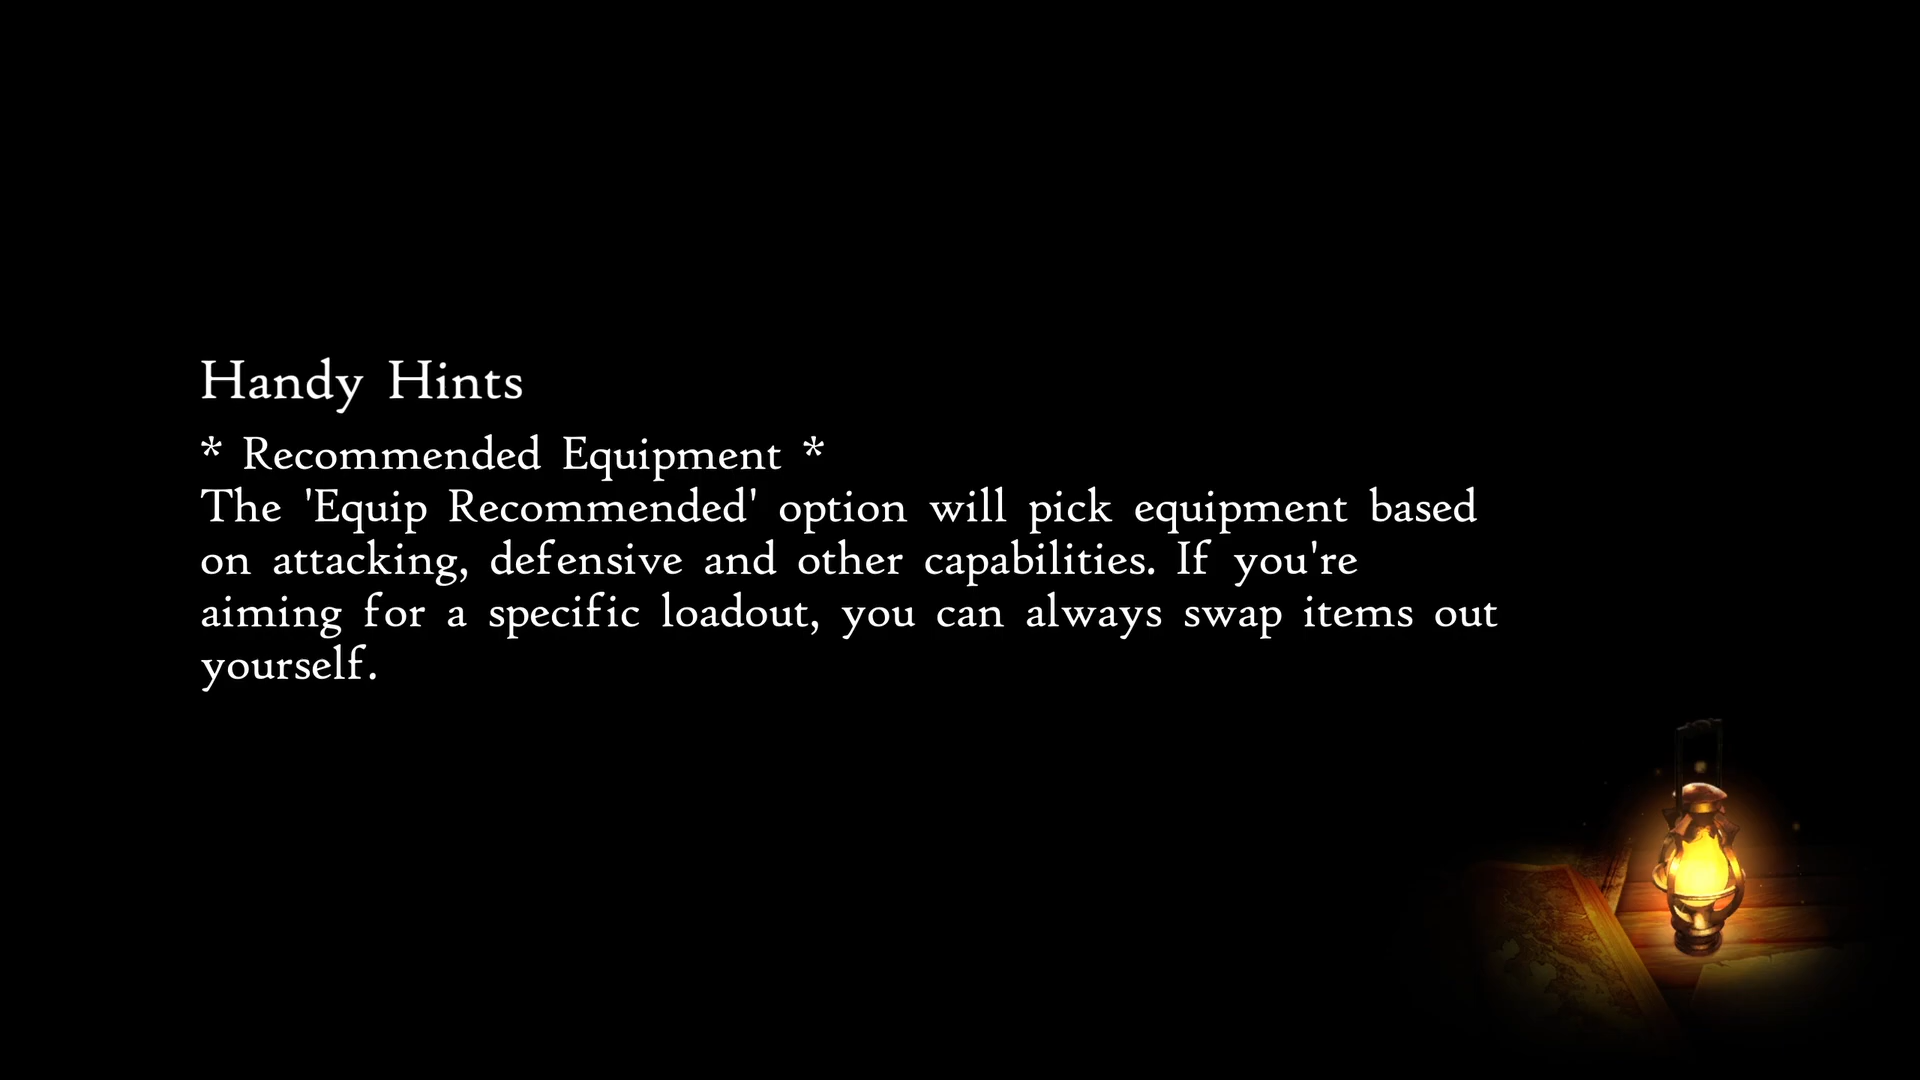 Handy Hints
* Recommended Equipment *
The 'Equip Recommended' option will pick equipment based
on attacking, defensive and other capabilities. If you're
aiming for a specific loadout, you can always swap items out
yourself.